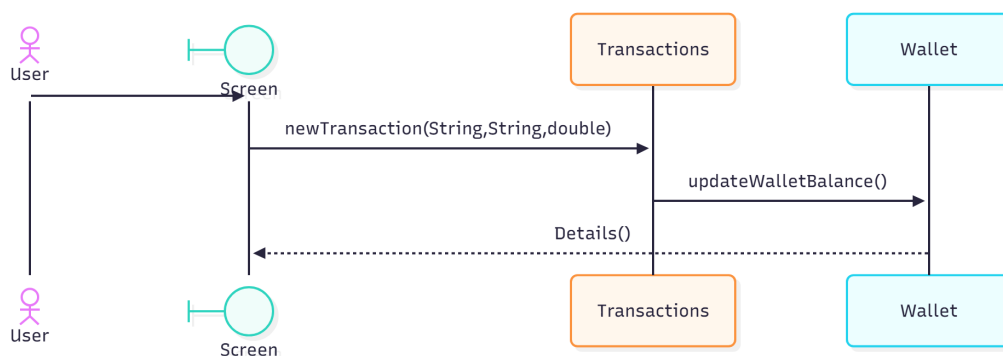 User
Screen
Transactions
Wallet
newTransaction(String,String,double)
updateWalletBalance()
Details()
User
Screen
Transactions
Wallet